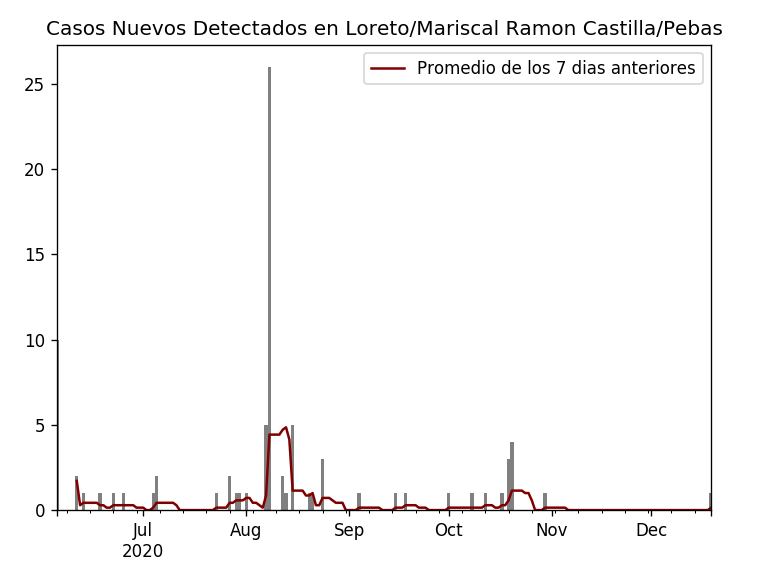 Casos Nuevos Detectados en Loreto/Mariscal Ramon Castilla/Pebas
Promedio de los 7 dias anteriores
25
20
15
10
5
0
Jul Aug Sep Oct Nov Dec
2020